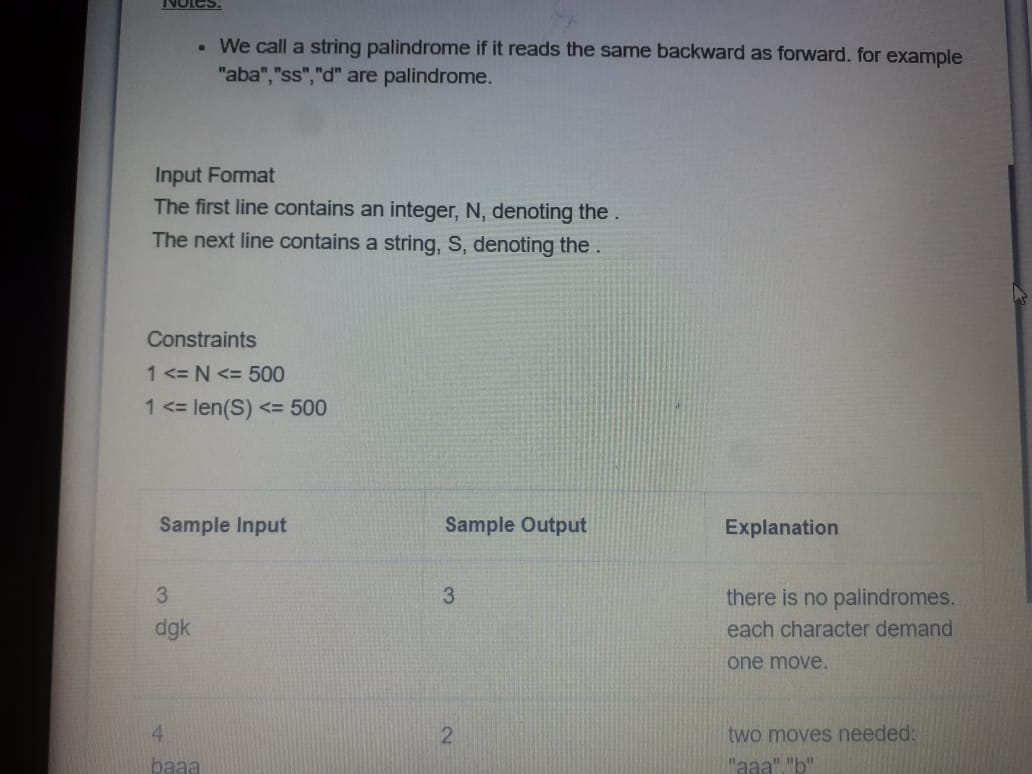 Notes:
▪ We call a string palindrome if it reads the same backward as forward. for example
"aba","ss","d" are palindrome.
Input Format
The first line contains an integer, N, denoting the .
The next line contains a string, S, denoting the .
Constraints
1 <= N <= 500
1 <= len(S) <= 500
Sample Input Sample Output Explanation
3 3 there is no palindromes.
dgk each character demand
one move.
4 2 two moves needed:
baaa "aaa","b"